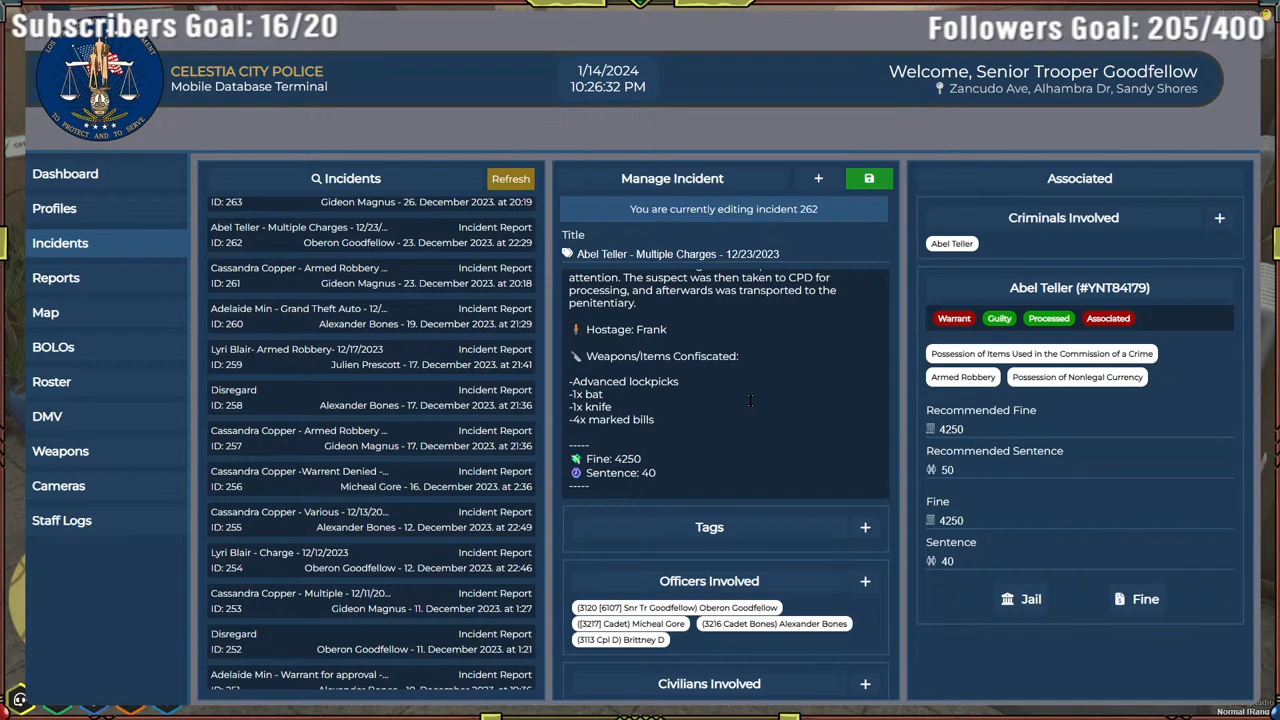 Subscribers Goal: 16/20
Followers Goal: 205/400
CELESTIA CITY POLICE
Mobile Database Terminal
1/14/2024
10:26:32 PM
Welcome, Senior Trooper Goodfellow
Zancudo Ave, Alhambra Dr, Sandy Shores
TO PROTECT AND TO SERVE
Dashboard
Profiles
Incidents
Reports
Map
BOLOs
Roster
DMV
Weapons
Cameras
Staff Logs
Incidents
Refresh
ID: 263 Gideon Magnus - 26. December 2023. at 20:19
Abel Teller - Multiple Charges - 12/23/... Incident Report
ID: 262 Oberon Goodfellow - 23. December 2023. at 22:29
Cassandra Copper - Armed Robbery ... Incident Report
ID: 261 Gideon Magnus - 23. December 2023. at 20:18
Adelaide Min - Grand Theft Auto - 12/... Incident Report
ID: 260 Alexander Bones - 19. December 2023. at 21:29
Lyri Blair- Armed Robbery- 12/17/2023 Incident Report
ID: 259 Julien Prescott - 17. December 2023. at 21:41
Disregard Incident Report
ID: 258 Alexander Bones - 17. December 2023. at 21:36
Cassandra Copper - Armed Robbery ... Incident Report
ID: 257 Gideon Magnus - 17. December 2023. at 21:36
Cassandra Copper -Warrent Denied -... Incident Report
ID: 256 Micheal Gore - 16. December 2023. at 2:36
Cassandra Copper - Various - 12/13/20... Incident Report
ID: 255 Alexander Bones - 12. December 2023. at 22:49
Lyri Blair - Charge - 12/12/2023 Incident Report
ID: 254 Oberon Goodfellow - 12. December 2023. at 22:46
Cassandra Copper - Multiple - 12/11/20... Incident Report
ID: 253 Gideon Magnus - 11. December 2023. at 1:27
Disregard Incident Report
ID: 252 Oberon Goodfellow - 11. December 2023. at 1:21
Adelaide Min - Warrant for approval -... Incident Report
Manage Incident
+
You are currently editing incident 262
Title
Abel Teller - Multiple Charges - 12/23/2023
attention. The suspect was then taken to CPD for
processing, and afterwards was transported to the
penitentiary.
Hostage: Frank
Weapons/Items Confiscated:
-Advanced lockpicks
-1x bat
-1x knife
-4x marked bills
-----
Fine: 4250
Sentence: 40
-----
Tags +
Officers Involved +
(3120 [6107] Snr Tr Goodfellow) Oberon Goodfellow
([3217] Cadet) Micheal Gore (3216 Cadet Bones) Alexander Bones
(3113 Cpl D) Brittney D
Civilians Involved +
Associated
Criminals Involved +
Abel Teller
Abel Teller (#YNT84179)
Warrant Guilty Processed Associated
Possession of Items Used in the Commission of a Crime
Armed Robbery Possession of Nonlegal Currency
Recommended Fine
4250
Recommended Sentence
50
Fine
4250
Sentence
40
Jail Fine
Normal